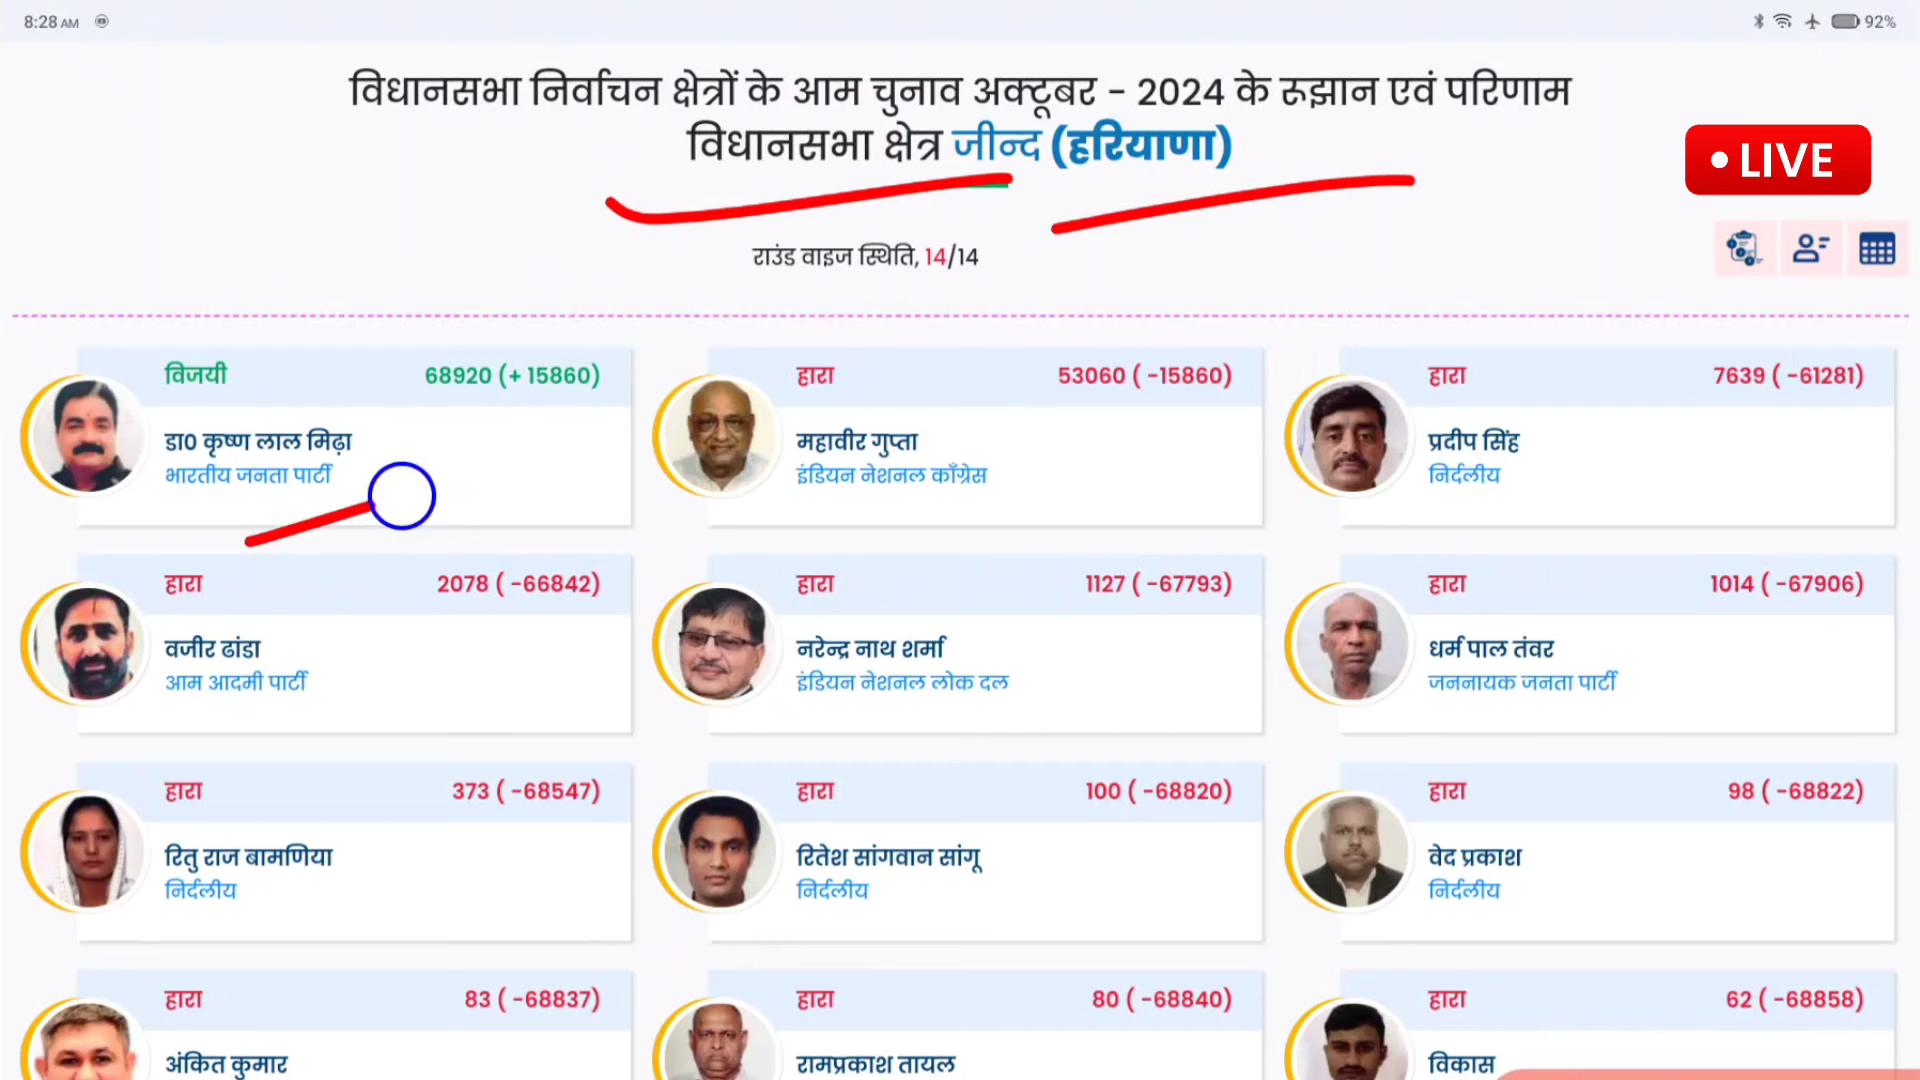 8:28 AM
92%
विधानसभा निर्वाचन क्षेत्रों के आम चुनाव अक्टूबर - 2024 के रूझान एवं परिणाम
विधानसभा क्षेत्र जीन्द (हरियाणा)
• LIVE
राउंड वाइज स्थिति, 14/14
विजयी 68920 (+ 15860)
डा0 कृष्ण लाल मिढ़ा
भारतीय जनता पार्टी
हारा 53060 ( -15860)
महावीर गुप्ता
इंडियन नेशनल काँग्रेस
हारा 7639 ( -61281)
प्रदीप सिंह
निर्दलीय
हारा 2078 ( -66842)
वजीर ढांडा
आम आदमी पार्टी
हारा 1127 ( -67793)
नरेन्द्र नाथ शर्मा
इंडियन नेशनल लोक दल
हारा 1014 ( -67906)
धर्म पाल तंवर
जननायक जनता पार्टी
हारा 373 ( -68547)
रितु राज बामणिया
निर्दलीय
हारा 100 ( -68820)
रितेश सांगवान सांगू
निर्दलीय
हारा 98 ( -68822)
वेद प्रकाश
निर्दलीय
हारा 83 ( -68837)
अंकित कुमार
हारा 80 ( -68840)
रामप्रकाश तायल
हारा 62 ( -68858)
विकास